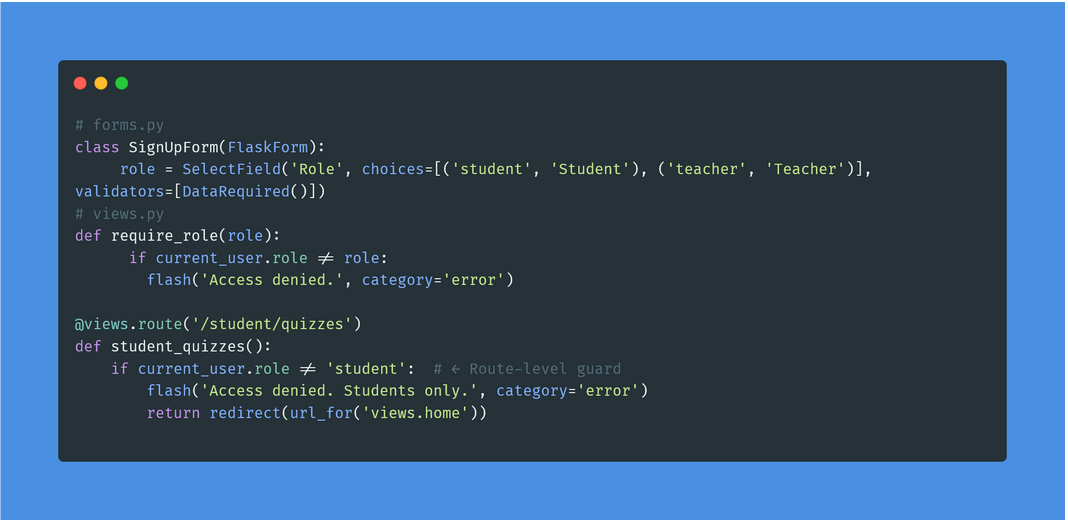 # forms.py
class SignUpForm(FlaskForm):
     role = SelectField('Role', choices=[('student', 'Student'), ('teacher', 'Teacher')],
validators=[DataRequired()])
# views.py
def require_role(role):
      if current_user.role != role:
        flash('Access denied.', category='error')

@views.route('/student/quizzes')
def student_quizzes():
    if current_user.role != 'student':  # ← Route-level guard
        flash('Access denied. Students only.', category='error')
        return redirect(url_for('views.home'))